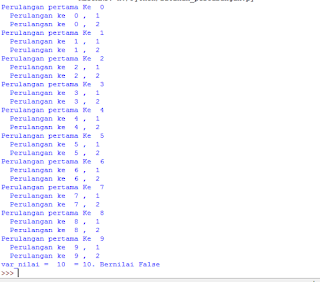 Perulangan pertama Ke 0
Perulangan ke 0 , 1
Perulangan ke 0 , 2
Perulangan pertama Ke 1
Perulangan ke 1 , 1
Perulangan ke 1 , 2
Perulangan pertama Ke 2
Perulangan ke 2 , 1
Perulangan ke 2 , 2
Perulangan pertama Ke 3
Perulangan ke 3 , 1
Perulangan ke 3 , 2
Perulangan pertama Ke 4
Perulangan ke 4 , 1
Perulangan ke 4 , 2
Perulangan pertama Ke 5
Perulangan ke 5 , 1
Perulangan ke 5 , 2
Perulangan pertama Ke 6
Perulangan ke 6 , 1
Perulangan ke 6 , 2
Perulangan pertama Ke 7
Perulangan ke 7 , 1
Perulangan ke 7 , 2
Perulangan pertama Ke 8
Perulangan ke 8 , 1
Perulangan ke 8 , 2
Perulangan pertama Ke 9
Perulangan ke 9 , 1
Perulangan ke 9 , 2
var_nilai = 10 = 10. Bernilai False
>>>